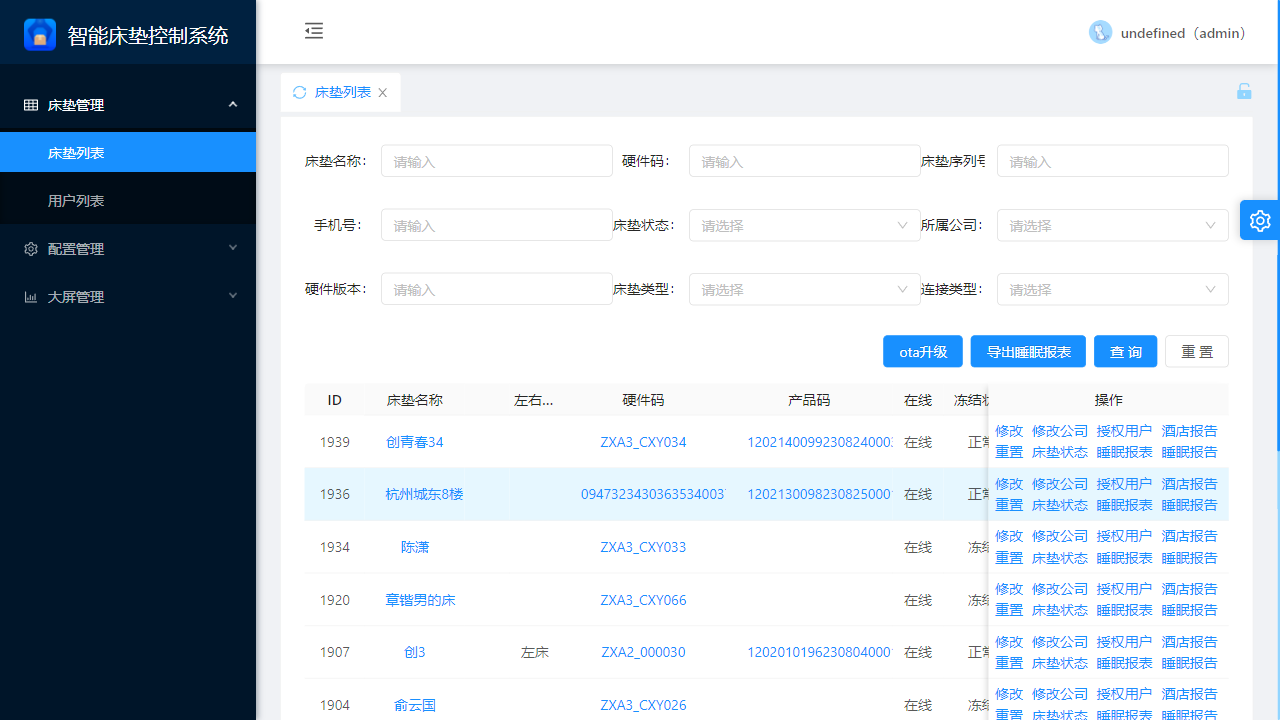 智能床垫控制系统
undefined（admin）
床垫管理
床垫列表
用户列表
配置管理
大屏管理
床垫列表
床垫名称： 请输入 硬件码： 请输入 床垫序列号 请输入
手机号： 请输入 床垫状态： 请选择 所属公司： 请选择
硬件版本： 请输入 床垫类型： 请选择 连接类型： 请选择
ota升级 导出睡眠报表 查 询 重 置
ID 床垫名称 左右... 硬件码 产品码 在线 冻结 操作
1939 创青春34 ZXA3_CXY034 120214009923082400 在线 正常 修改 修改公司 授权用户 酒店报告
重置 床垫状态 睡眠报表 睡眠报告
1936 杭州城东8楼 0947323430363534003 120213009823082500 在线 正常 修改 修改公司 授权用户 酒店报告
重置 床垫状态 睡眠报表 睡眠报告
1934 陈潇 ZXA3_CXY033 在线 冻结 修改 修改公司 授权用户 酒店报告
重置 床垫状态 睡眠报表 睡眠报告
1920 章锴男的床 ZXA3_CXY066 在线 冻结 修改 修改公司 授权用户 酒店报告
重置 床垫状态 睡眠报表 睡眠报告
1907 创3 左床 ZXA2_000030 120201019623080400 在线 正常 修改 修改公司 授权用户 酒店报告
重置 床垫状态 睡眠报表 睡眠报告
1904 俞云国 ZXA3_CXY026 在线 冻结 修改 修改公司 授权用户 酒店报告
重置 床垫状态 睡眠报表 睡眠报告